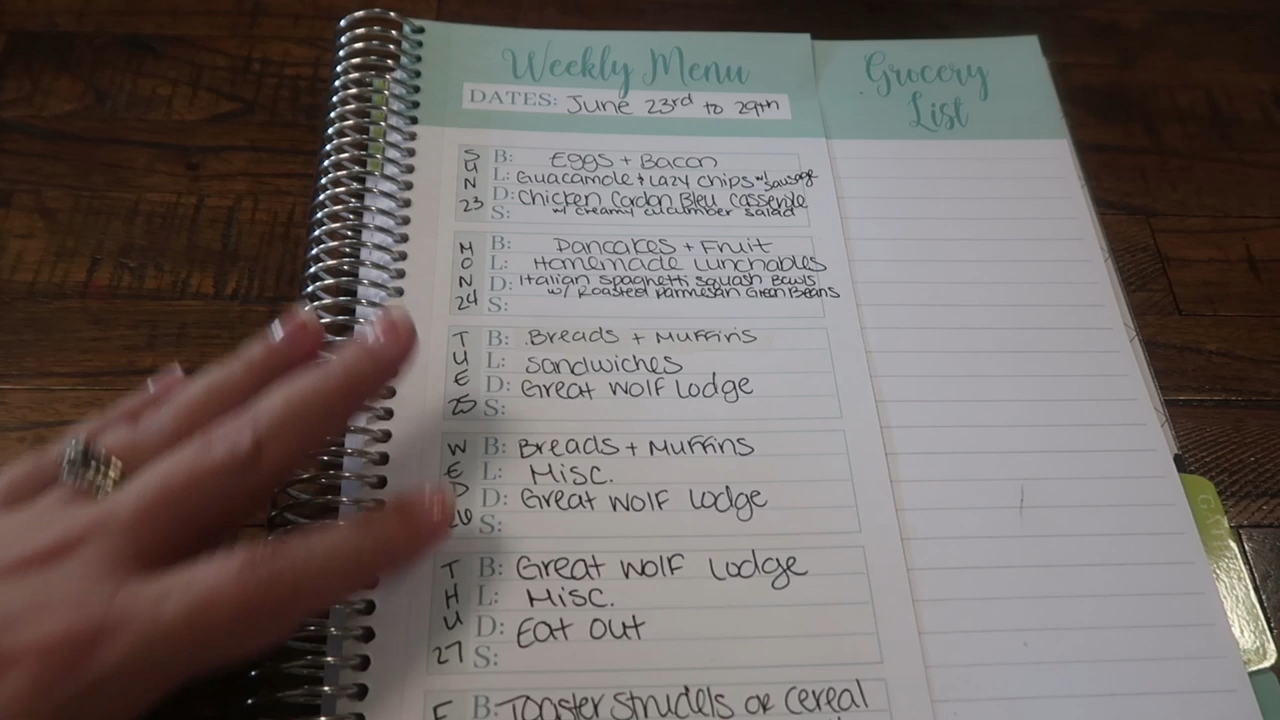 Weekly Menu
DATES: June 23rd to 29th
SUN 23
B: Eggs + Bacon
L: Guacamole + Lazy Chips w/ sausage
D: Chicken Cordon Bleu Casserole
w/ creamy cucumber salad
S:
MON 24
B: Pancakes + Fruit
L: Homemade Lunchables
D: Italian Spaghetti Squash Bowls
w/ Roasted Parmesan Green Beans
S:
TUE 25
B: Breads + Muffins
L: Sandwiches
D: Great Wolf Lodge
S:
WED 26
B: Breads + Muffins
L: Misc.
D: Great Wolf Lodge
S:
THU 27
B: Great Wolf Lodge
L: Misc.
D: Eat Out
S:
F
B: Toaster Strudels or Cereal
Grocery
List